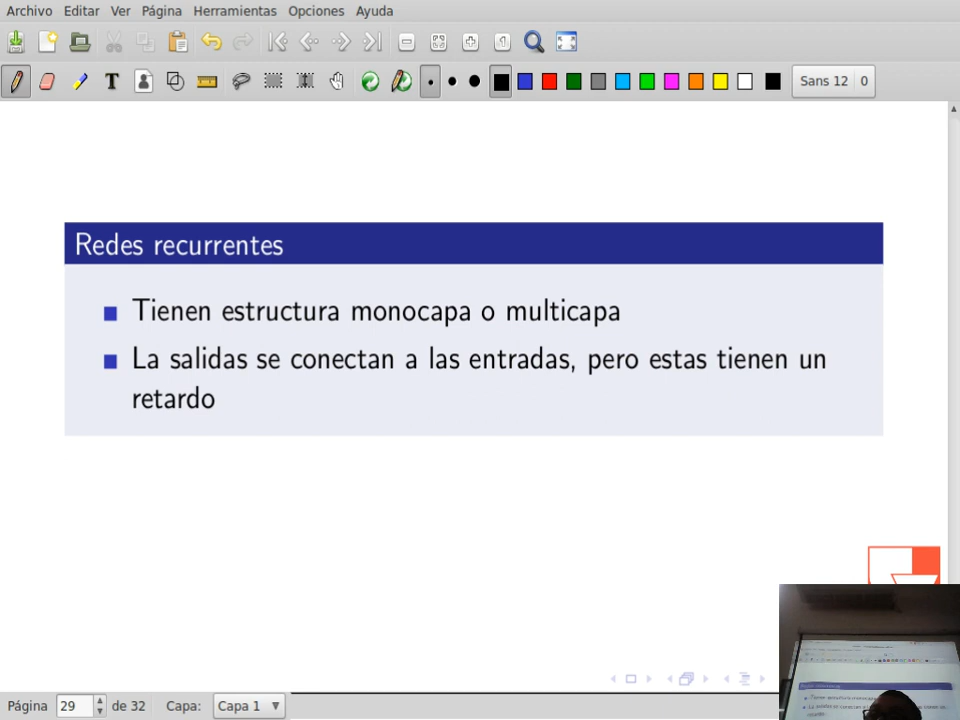 Archivo Editar Ver Página Herramientas Opciones Ayuda
Sans 12 0
Redes recurrentes
Tienen estructura monocapa o multicapa
La salidas se conectan a las entradas, pero estas tienen un
retardo
Página 29 de 32 Capa: Capa 1